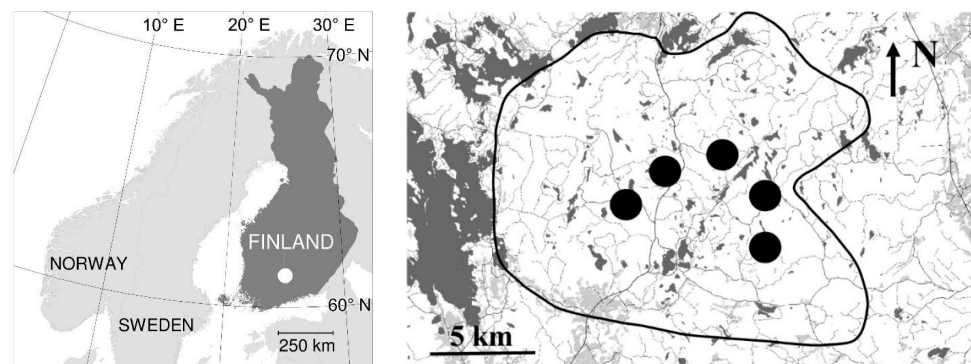 10° E 20° E 30° E
70° N
FINLAND
NORWAY
60° N
SWEDEN
250 km
N
5 km